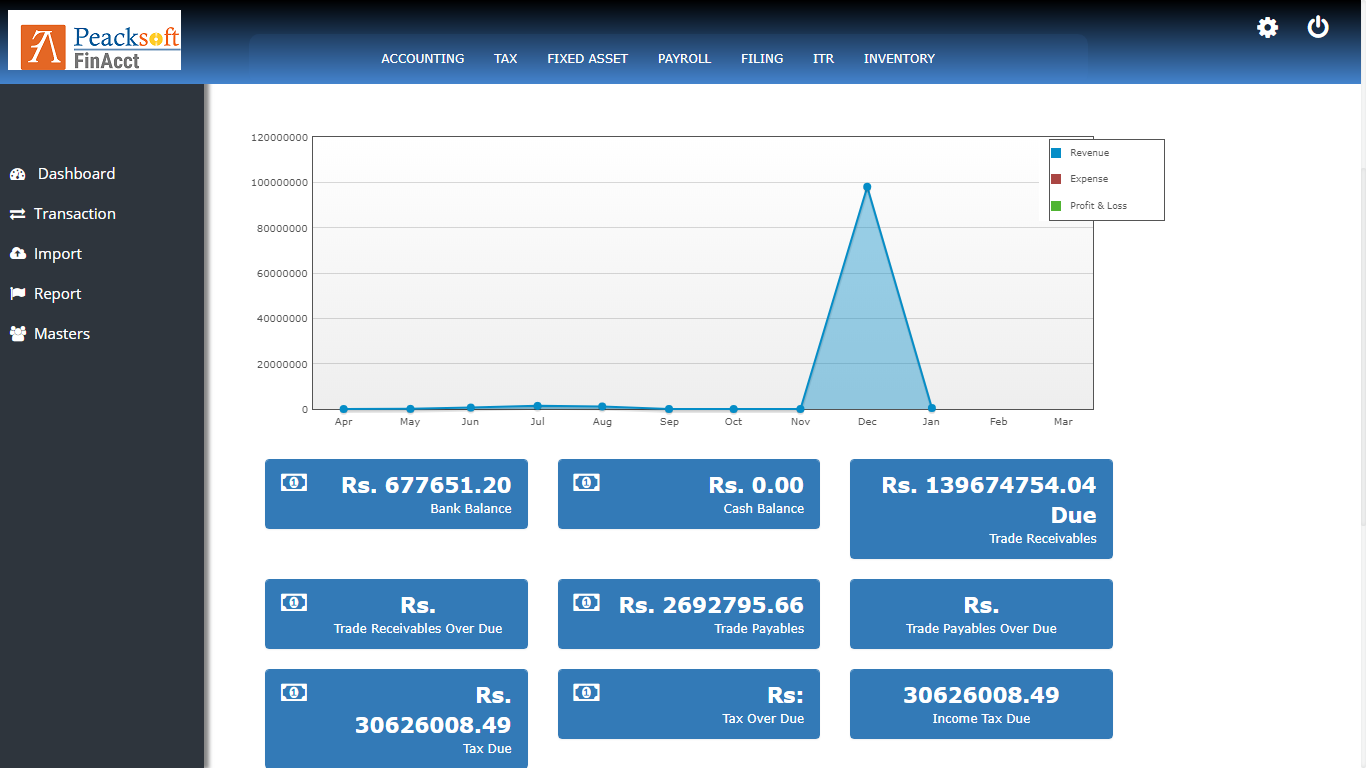 Peacksoft
FinAcct
ACCOUNTING TAX FIXED ASSET PAYROLL FILING ITR INVENTORY
Dashboard
Transaction
Import
Report
Masters
120000000
100000000
80000000
60000000
40000000
20000000
0
Apr May Jun Jul Aug Sep Oct Nov Dec Jan Feb Mar
Revenue
Expense
Profit & Loss
Rs. 677651.20
Bank Balance
Rs. 0.00
Cash Balance
Rs. 139674754.04
Due
Trade Receivables
Rs.
Trade Receivables Over Due
Rs. 2692795.66
Trade Payables
Rs.
Trade Payables Over Due
Rs.
30626008.49
Tax Due
Rs:
Tax Over Due
30626008.49
Income Tax Due